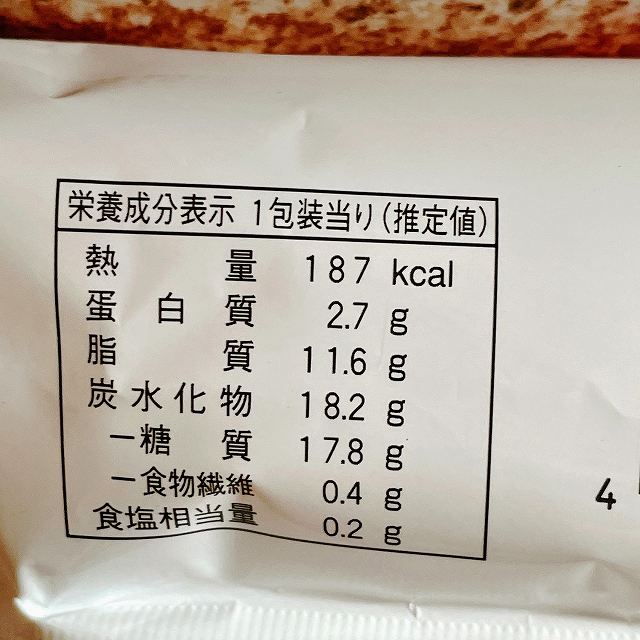 栄養成分表示 1包装当り(推定値)
熱量 187 kcal
蛋白質 2.7 g
脂質 11.6 g
炭水化物 18.2 g
ー糖質 17.8 g
ー食物繊維 0.4 g
食塩相当量 0.2 g
4